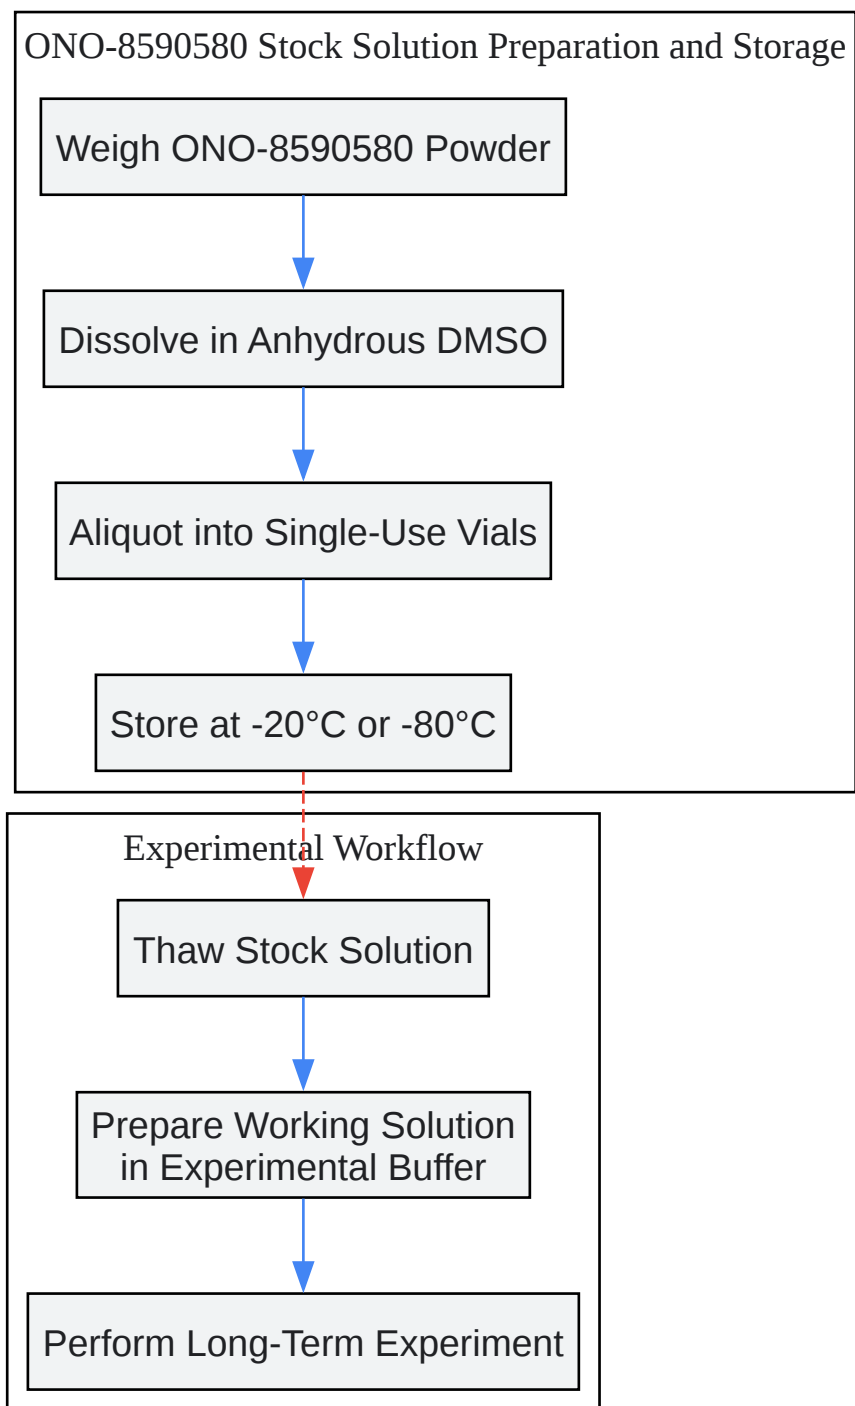 ONO-8590580 Stock Solution Preparation and Storage
Weigh ONO-8590580 Powder
Dissolve in Anhydrous DMSO
Aliquot into Single-Use Vials
Store at -20°C or -80°C
Experimental Workflow
Thaw Stock Solution
Prepare Working Solution
in Experimental Buffer
Perform Long-Term Experiment